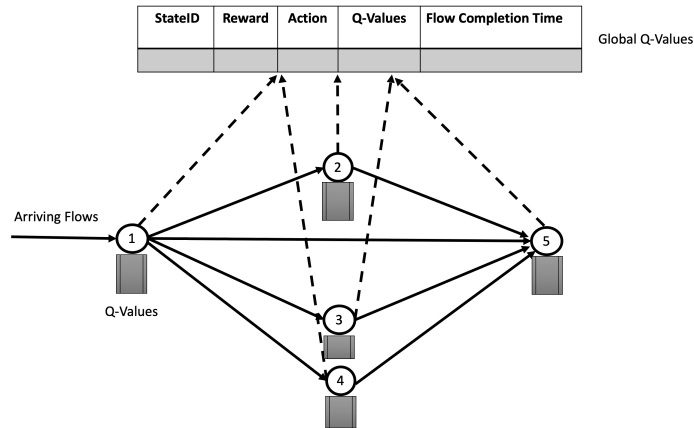 StateID Reward Action Q-Values Flow Completion Time
Global Q-Values
2
Arriving Flows
1
5
Q-Values
3
4